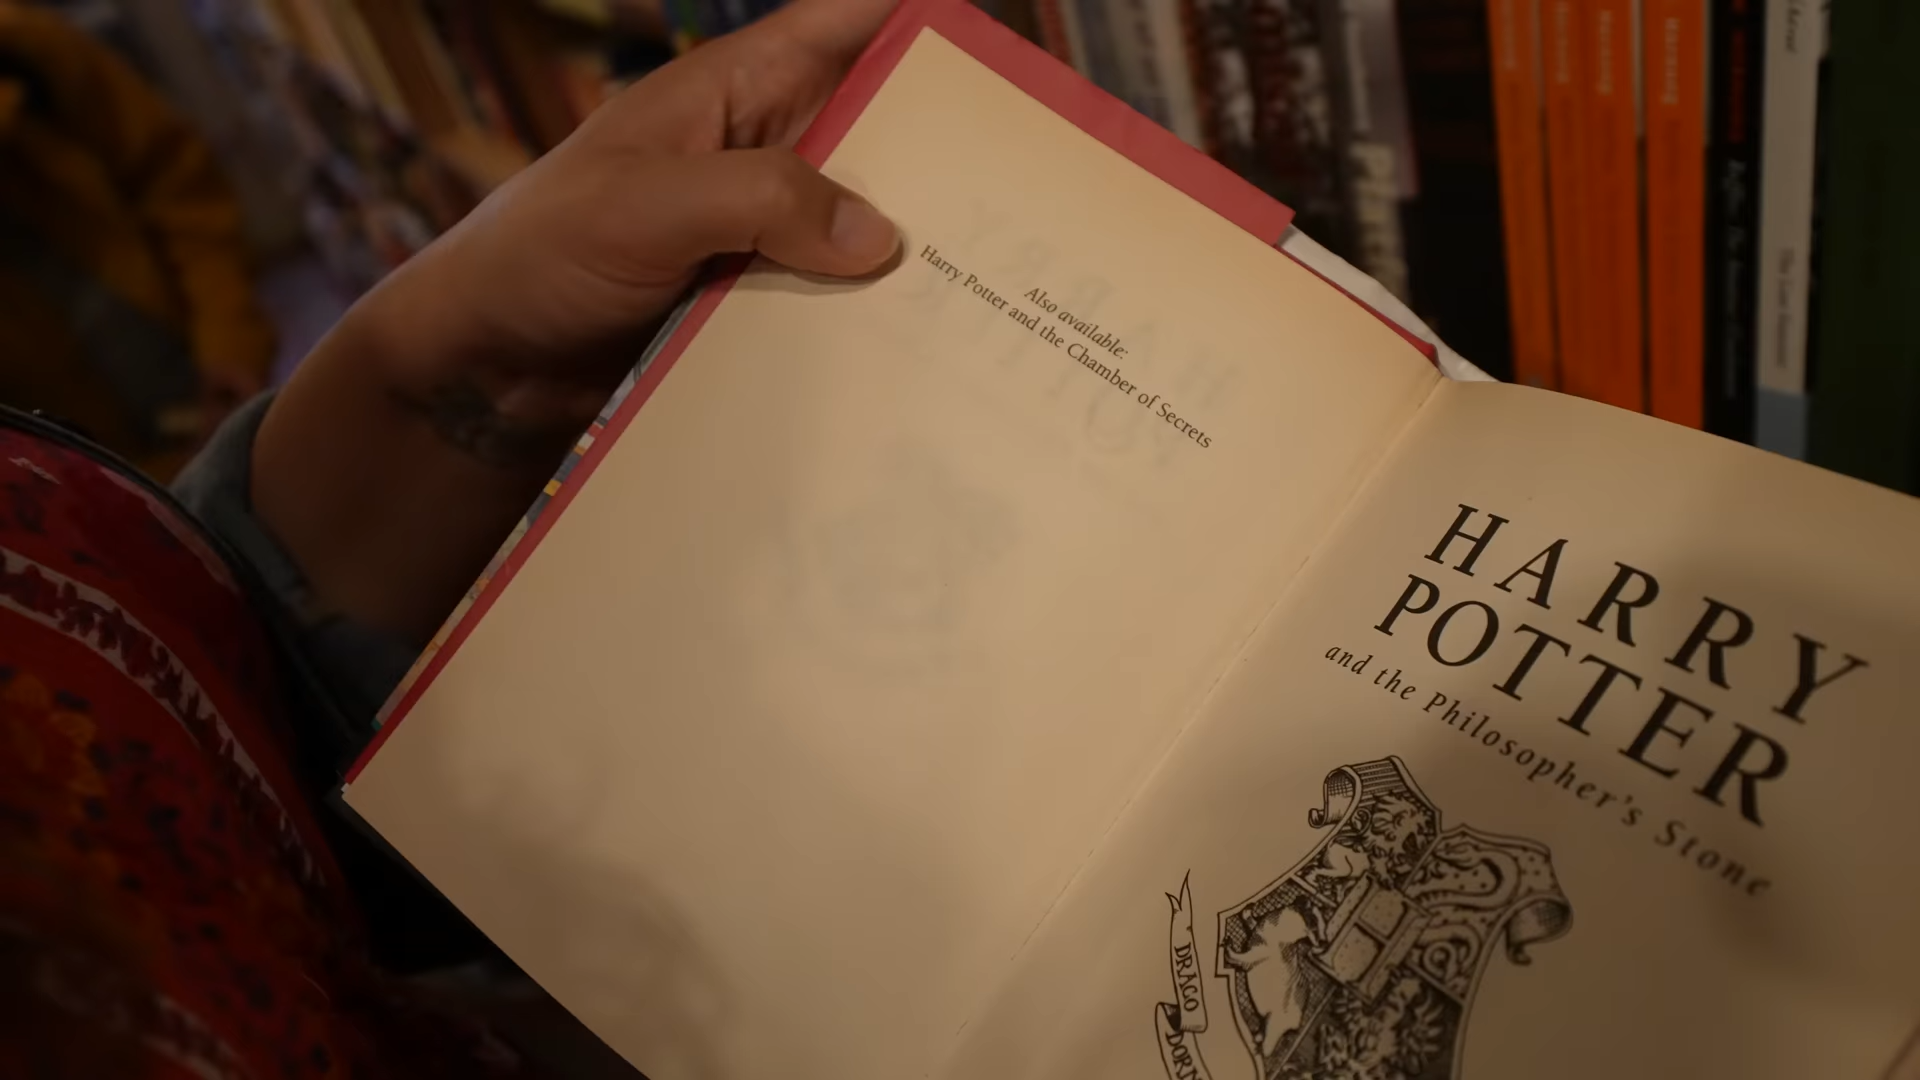 Also available:
Harry Potter and the Chamber of Secrets
HARRY
POTTER
and the Philosopher's Stone
DRACO
DORM